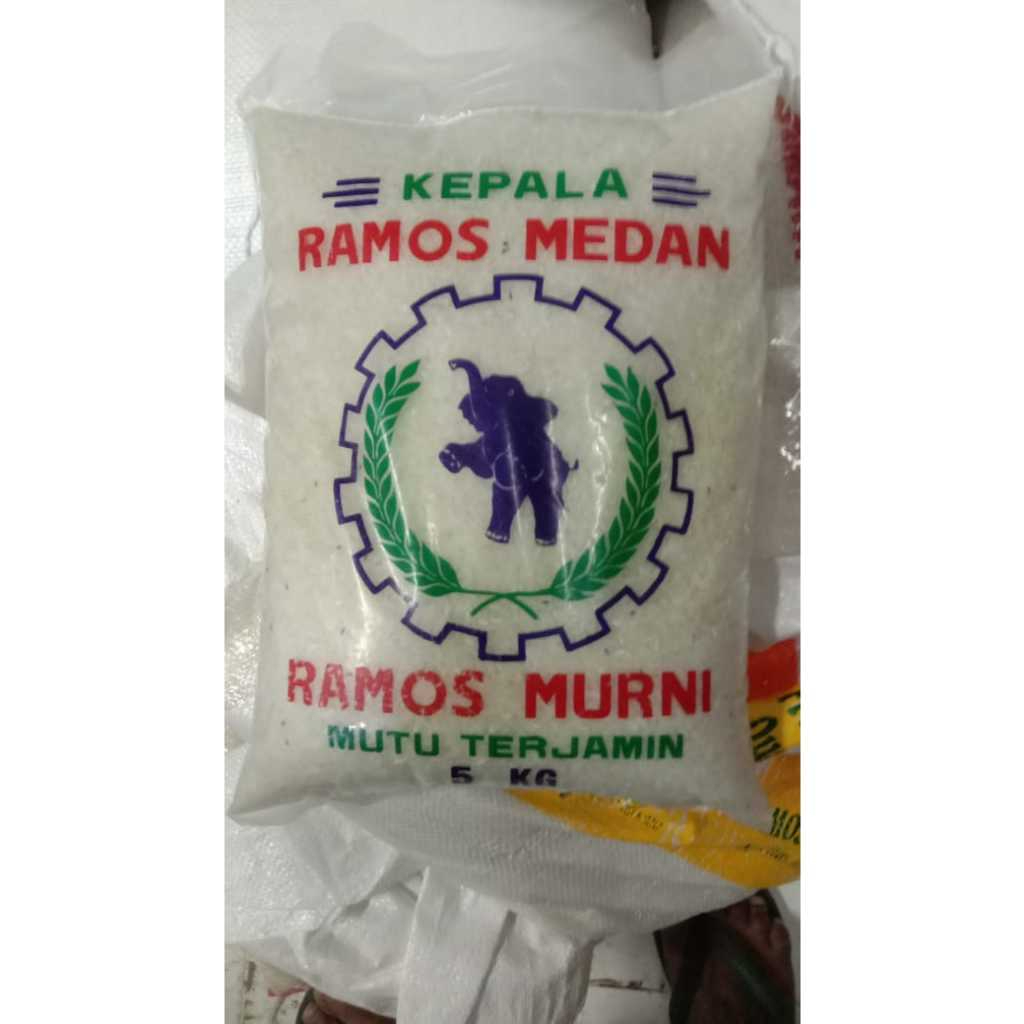 KEPALA
RAMOS MEDAN
RAMOS MURNI
MUTU TERJAMIN
5 KG